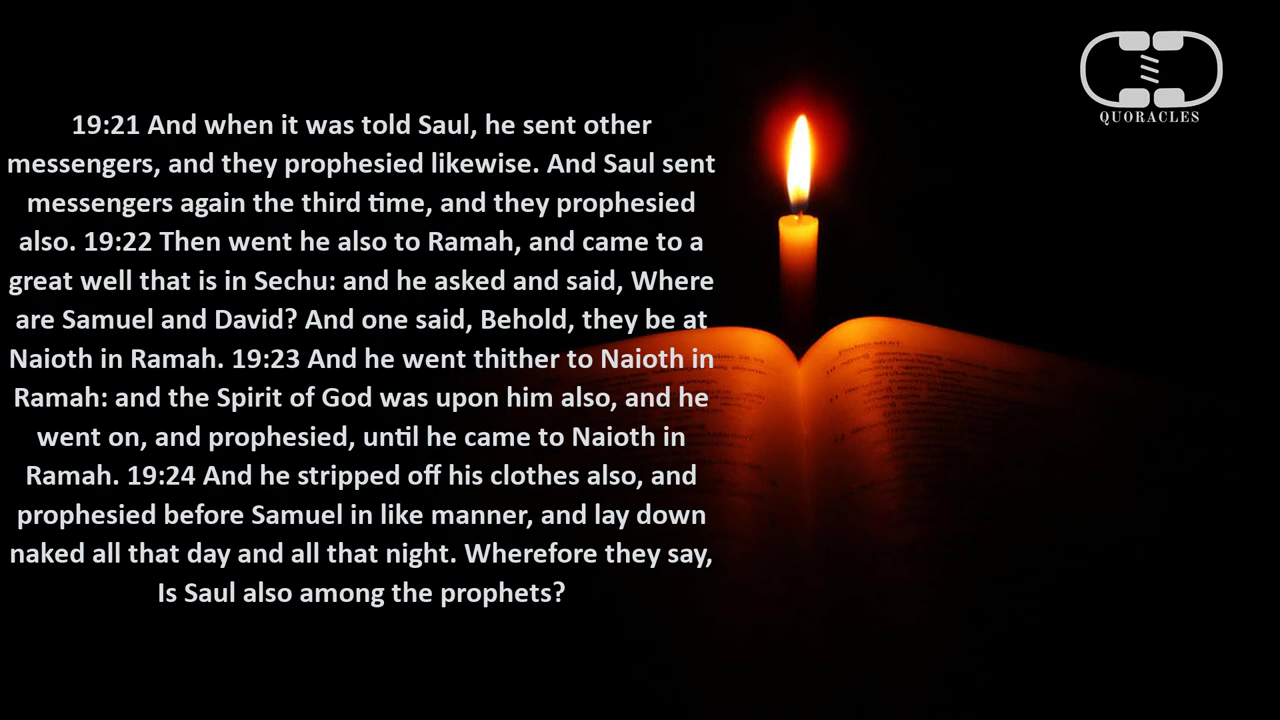 QUORACLES
19:21 And when it was told Saul, he sent other
messengers, and they prophesied likewise. And Saul sent
messengers again the third time, and they prophesied
also. 19:22 Then went he also to Ramah, and came to a
great well that is in Sechu: and he asked and said, Where
are Samuel and David? And one said, Behold, they be at
Naioth in Ramah. 19:23 And he went thither to Naioth in
Ramah: and the Spirit of God was upon him also, and he
went on, and prophesied, until he came to Naioth in
Ramah. 19:24 And he stripped off his clothes also, and
prophesied before Samuel in like manner, and lay down
naked all that day and all that night. Wherefore they say,
Is Saul also among the prophets?